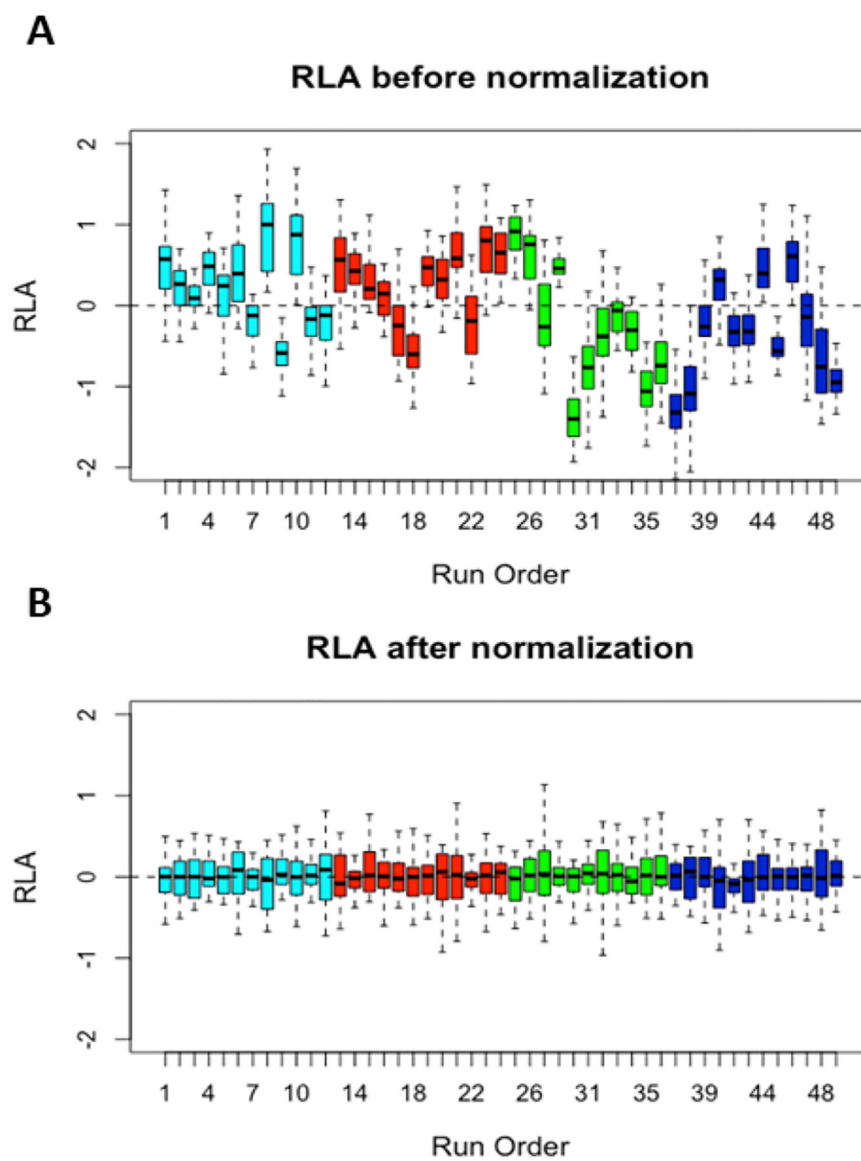 A
RLA before normalization
2
1
0
-1
-2
RLA
1 4 7 10 14 18 22 26 31 35 39 44 48
Run Order
B
RLA after normalization
2
1
0
-1
-2
RLA
1 4 7 10 14 18 22 26 31 35 39 44 48
Run Order